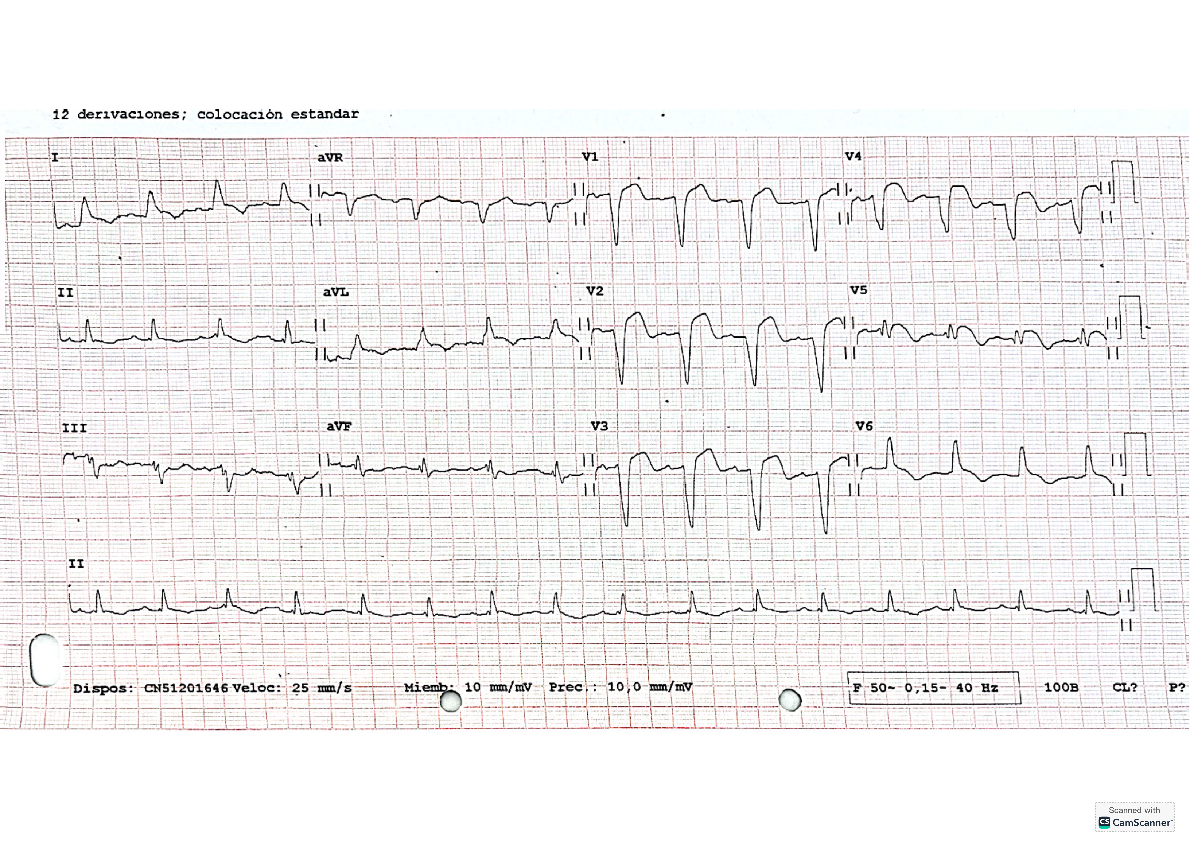 12 derivaciones; colocación estandar
I aVR V1 V4
II aVL V2 V5
III aVF V3 V6
II
Dispos: CN51201646 Veloc: 25 mm/s Miemb: 10 mm/mV Prec.: 10,0 mm/mV F 50~ 0,15- 40 Hz 100B CL? P?
Scanned with
CS CamScanner